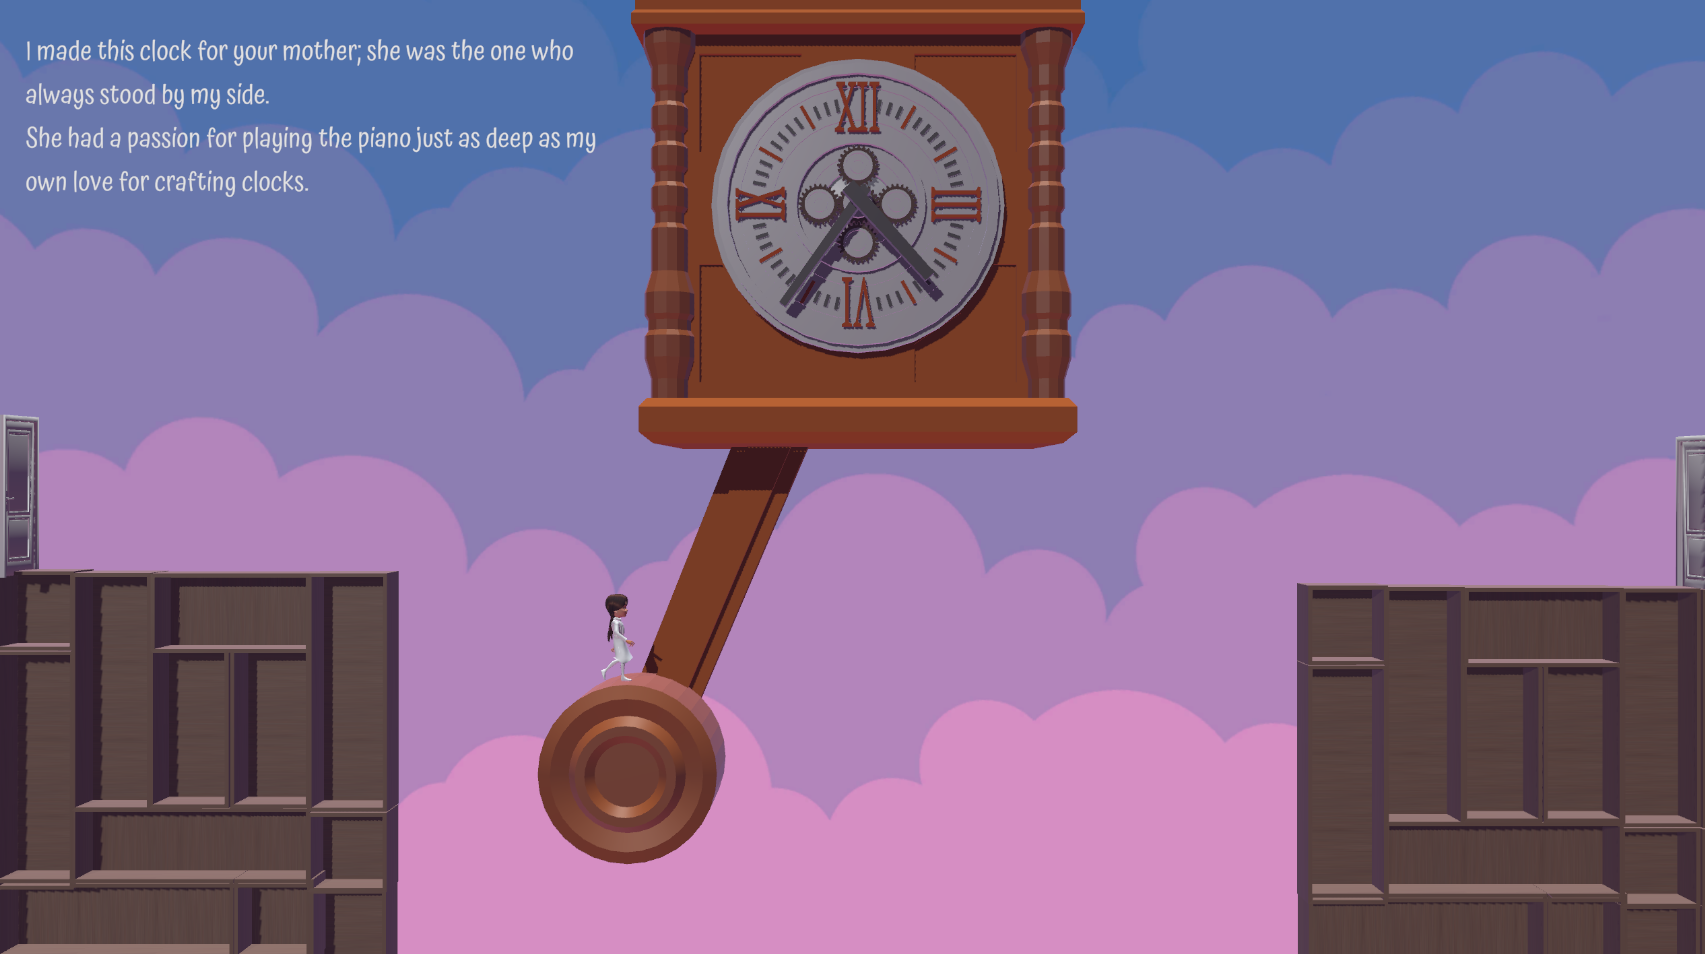 I made this clock for your mother; she was the one who
always stood by my side.
She had a passion for playing the piano just as deep as my
own love for crafting clocks.
XII
IX
III
VI